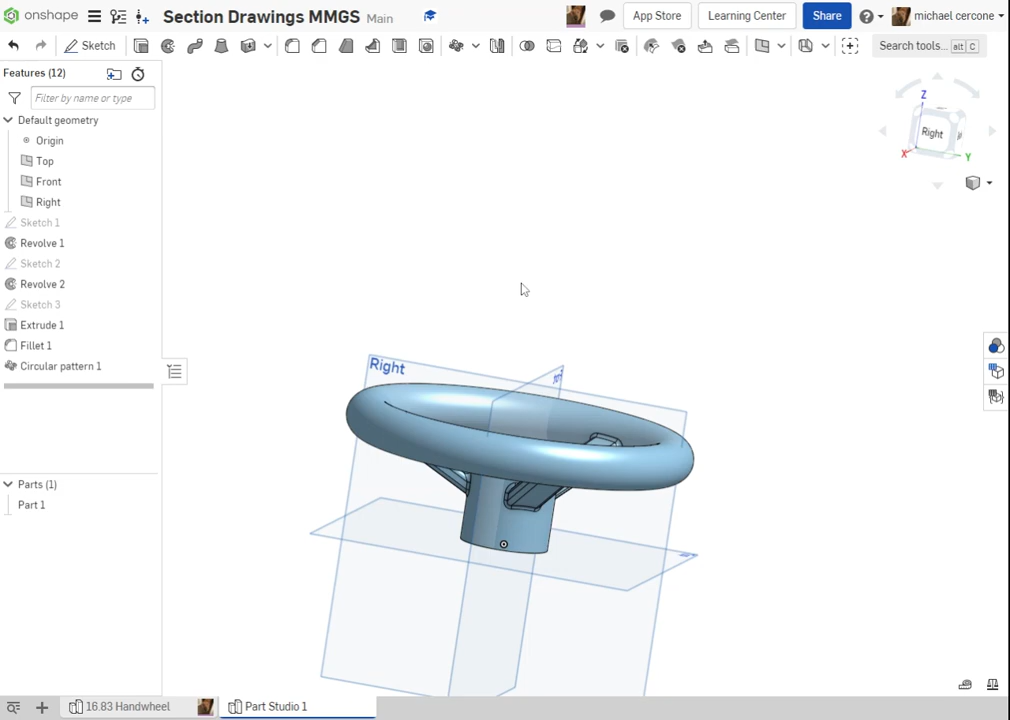 onshape Section Drawings MMGS Main App Store Learning Center Share michael cercone
Sketch Search tools... alt C
Features (12)
Filter by name or type
Default geometry
Origin
Top
Front
Right
Sketch 1
Revolve 1
Sketch 2
Revolve 2
Sketch 3
Extrude 1
Fillet 1
Circular pattern 1
Parts (1)
Part 1
Z
Right
X
Y
Right
16.83 Handwheel Part Studio 1